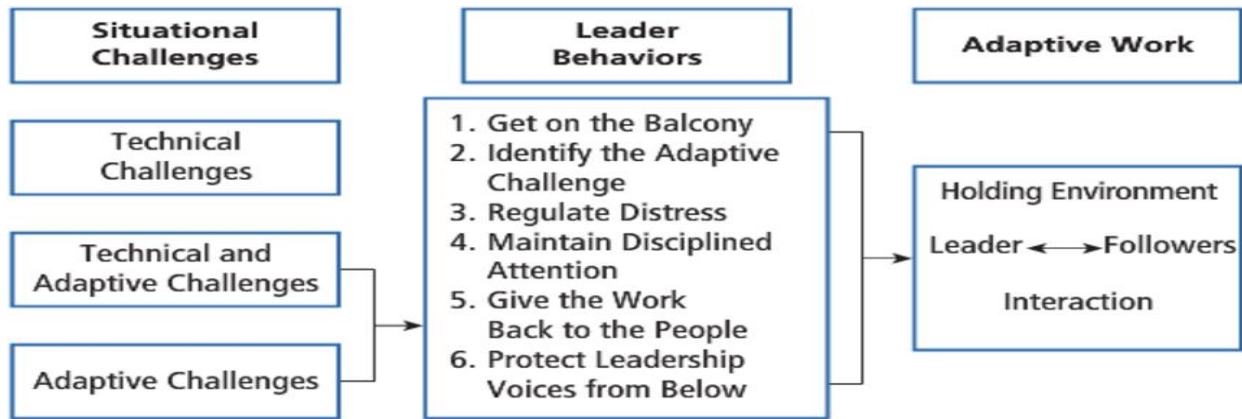 Situational
Challenges
Leader
Behaviors
Adaptive Work
Technical
Challenges
Technical and
Adaptive Challenges
Adaptive Challenges
1. Get on the Balcony
2. Identify the Adaptive
Challenge
3. Regulate Distress
4. Maintain Disciplined
Attention
5. Give the Work
Back to the People
6. Protect Leadership
Voices from Below
Holding Environment
Leader Followers
Interaction